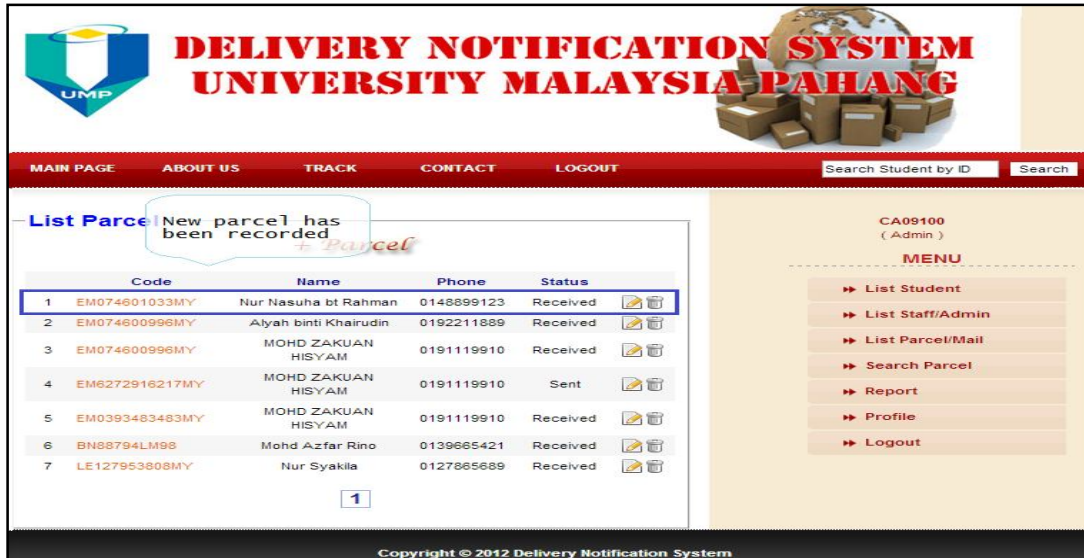 UMP
DELIVERY NOTIFICATION SYSTEM
UNIVERSITY MALAYSIA PAHANG
MAIN PAGE ABOUT US TRACK CONTACT LOGOUT Search Student by ID Search
List Parcel
New parcel has
been recorded
+ Parcel
Code Name Phone Status
1 EM074601033MY Nur Nasuha bt Rahman 0148899123 Received
2 EM074600996MY Alyah binti Khairudin 0192211889 Received
3 EM074600996MY MOHD ZAKUAN
HISYAM 0191119910 Received
4 EM6272916217MY MOHD ZAKUAN
HISYAM 0191119910 Sent
5 EM0393483483MY MOHD ZAKUAN
HISYAM 0191119910 Received
6 BN88794LM98 Mohd Azfar Rino 0139665421 Received
7 LE127953808MY Nur Syakila 0127865689 Received
1
CA09100
( Admin )
MENU
List Student
List Staff/Admin
List Parcel/Mail
Search Parcel
Report
Profile
Logout
Copyright © 2012 Delivery Notification System